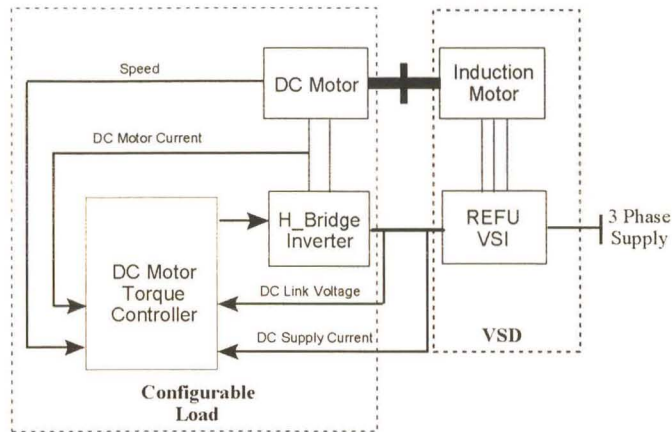 Speed
DC Motor
Induction
Motor
DC Motor Current
H_Bridge
Inverter
REFU
VSI
3 Phase
Supply
DC Motor
Torque
Controller
DC Link Voltage
DC Supply Current
VSD
Configurable
Load